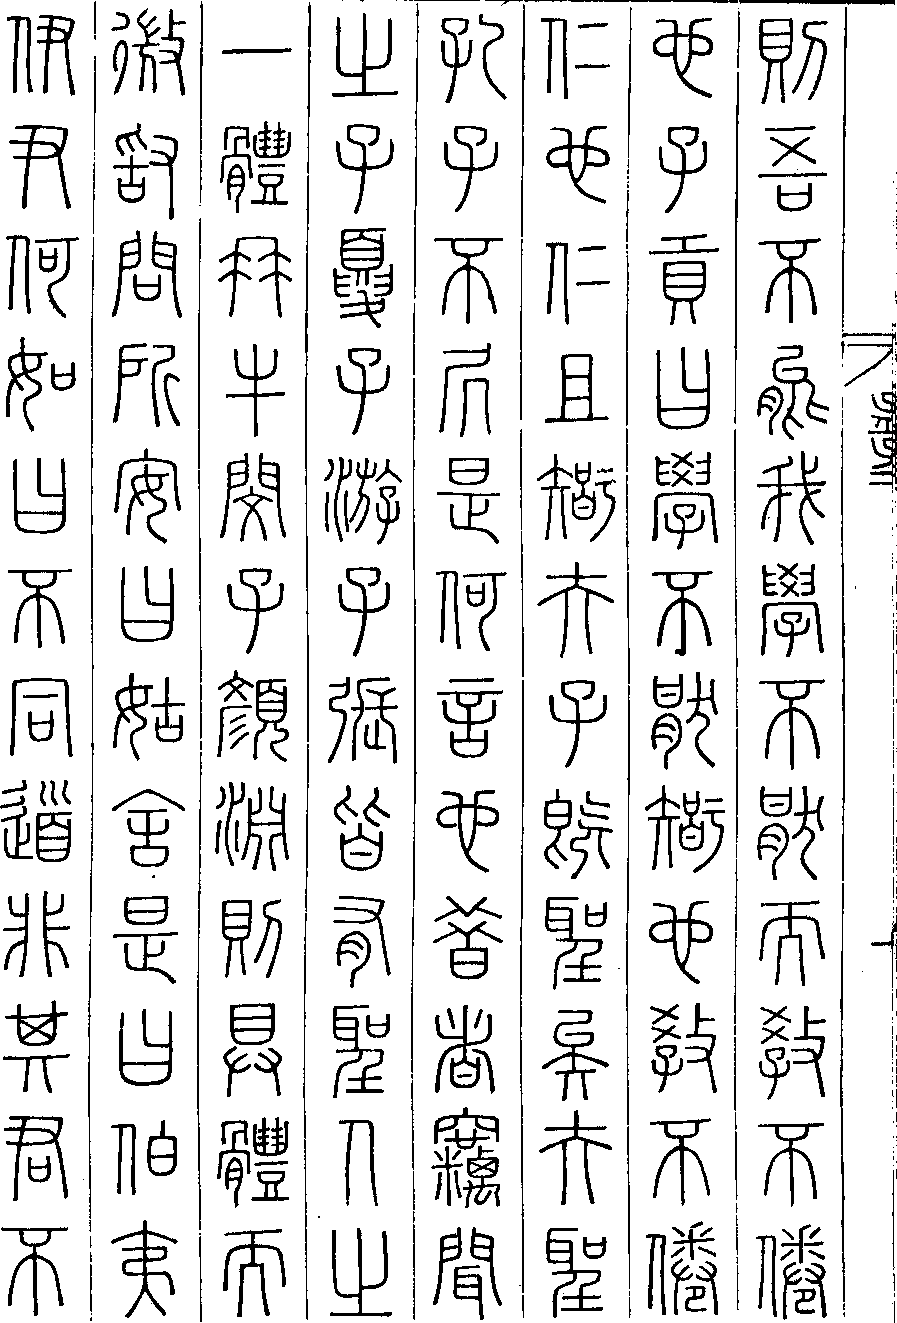 則吾不能我學不厭而教不倦
也子貢曰學不厭智也教不倦
仁也仁且智夫子既聖矣夫聖
孔子不居是何言也昔者竊聞
之子夏子游子張皆有聖人之
一體冉牛閔子顏淵則具體而
微敢問所安曰姑舍是曰伯夷
伊尹何如曰不同道非其君不